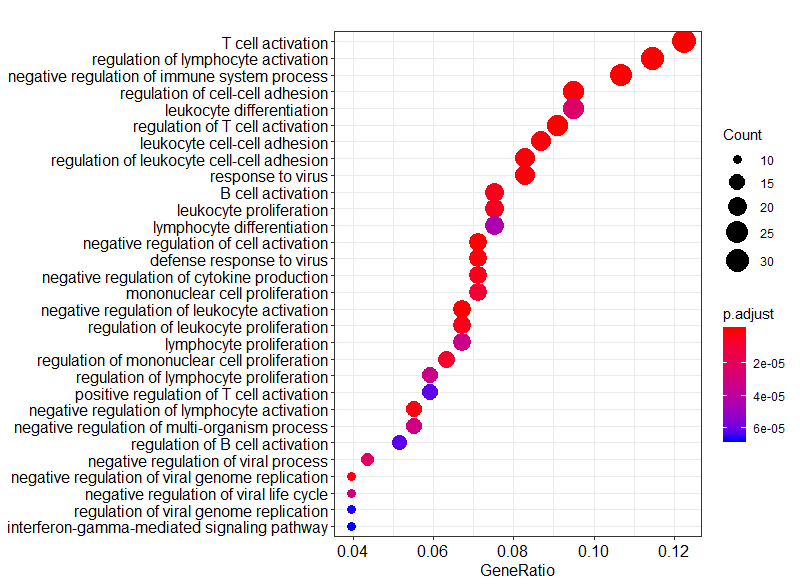 T cell activation
regulation of lymphocyte activation
negative regulation of immune system process
regulation of cell-cell adhesion
leukocyte differentiation
regulation of T cell activation
leukocyte cell-cell adhesion
regulation of leukocyte cell-cell adhesion
response to virus
B cell activation
leukocyte proliferation
lymphocyte differentiation
negative regulation of cell activation
defense response to virus
negative regulation of cytokine production
mononuclear cell proliferation
negative regulation of leukocyte activation
regulation of leukocyte proliferation
lymphocyte proliferation
regulation of mononuclear cell proliferation
regulation of lymphocyte proliferation
positive regulation of T cell activation
negative regulation of lymphocyte activation
negative regulation of multi-organism process
regulation of B cell activation
negative regulation of viral process
negative regulation of viral genome replication
negative regulation of viral life cycle
regulation of viral genome replication
interferon-gamma-mediated signaling pathway
0.04 0.06 0.08 0.10 0.12
GeneRatio
Count
10
15
20
25
30
p.adjust
2e-05
4e-05
6e-05